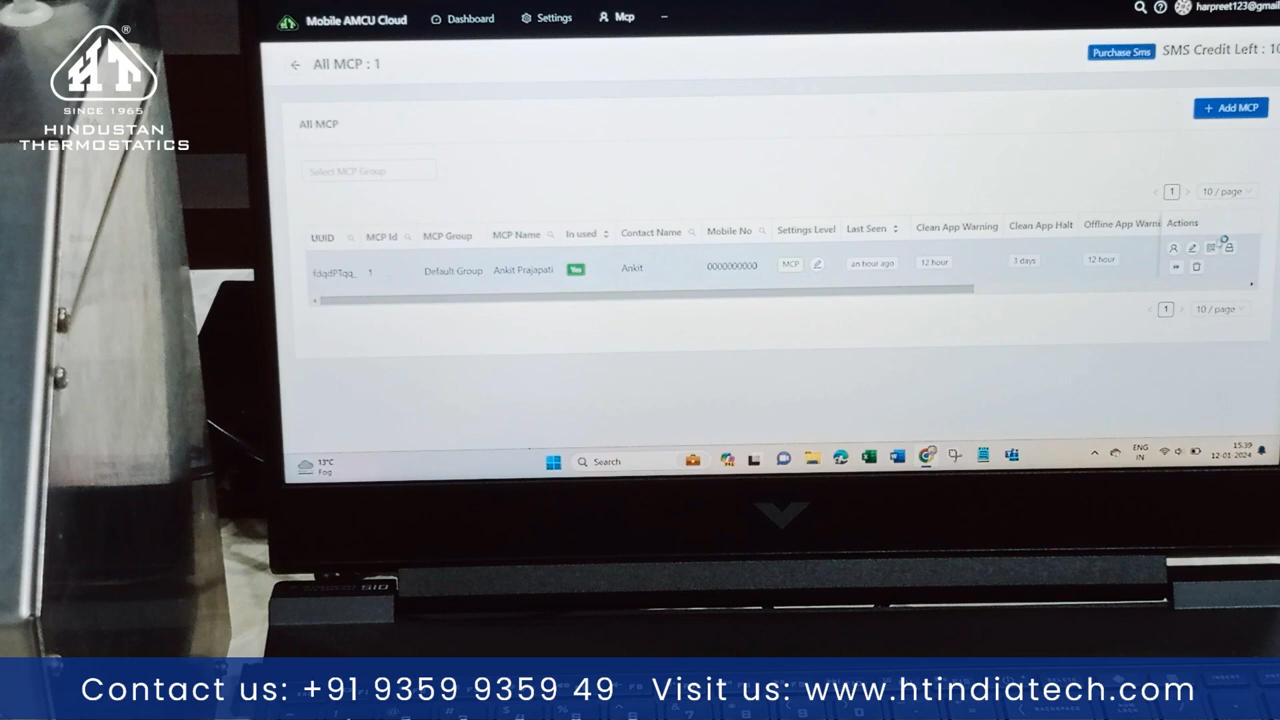 Mobile AMCU Cloud
Dashboard
Settings
Mcp
All MCP : 1
Purchase Sms
SMS Credit Left : 10
+ Add MCP
All MCP
Select MCP Group
1
10 / page
UUID
MCP Id
MCP Group
MCP Name
In used
Contact Name
Mobile No
Settings Level
Last Seen
Clean App Warning
Clean App Halt
Offline App Warni
Actions
1
Default Group
Ankit Prajapati
Yes
Ankit
0000000000
MCP
an hour ago
12 hour
3 days
12 hour
1
10 / page
13°C
Fog
Search
ENG
IN
15:39
12-01-2024
HT
®
SINCE 1965
HINDUSTAN
THERMOSTATICS
Contact us: +91 9359 9359 49 Visit us: www.htindiatech.com